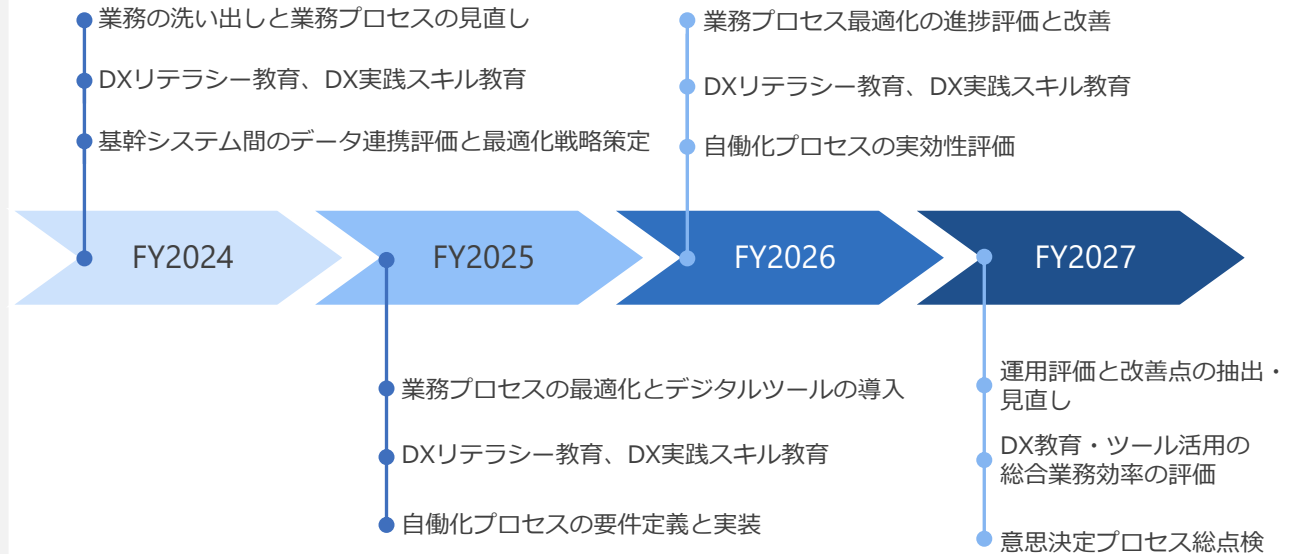 業務の洗い出しと業務プロセスの見直し
DXリテラシー教育、DX実践スキル教育
基幹システム間のデータ連携評価と最適化戦略策定
業務プロセス最適化の進捗評価と改善
DXリテラシー教育、DX実践スキル教育
自働化プロセスの実効性評価
FY2024
FY2025
FY2026
FY2027
業務プロセスの最適化とデジタルツールの導入
DXリテラシー教育、DX実践スキル教育
自働化プロセスの要件定義と実装
運用評価と改善点の抽出・
見直し
DX教育・ツール活用の
総合業務効率の評価
意思決定プロセス総点検